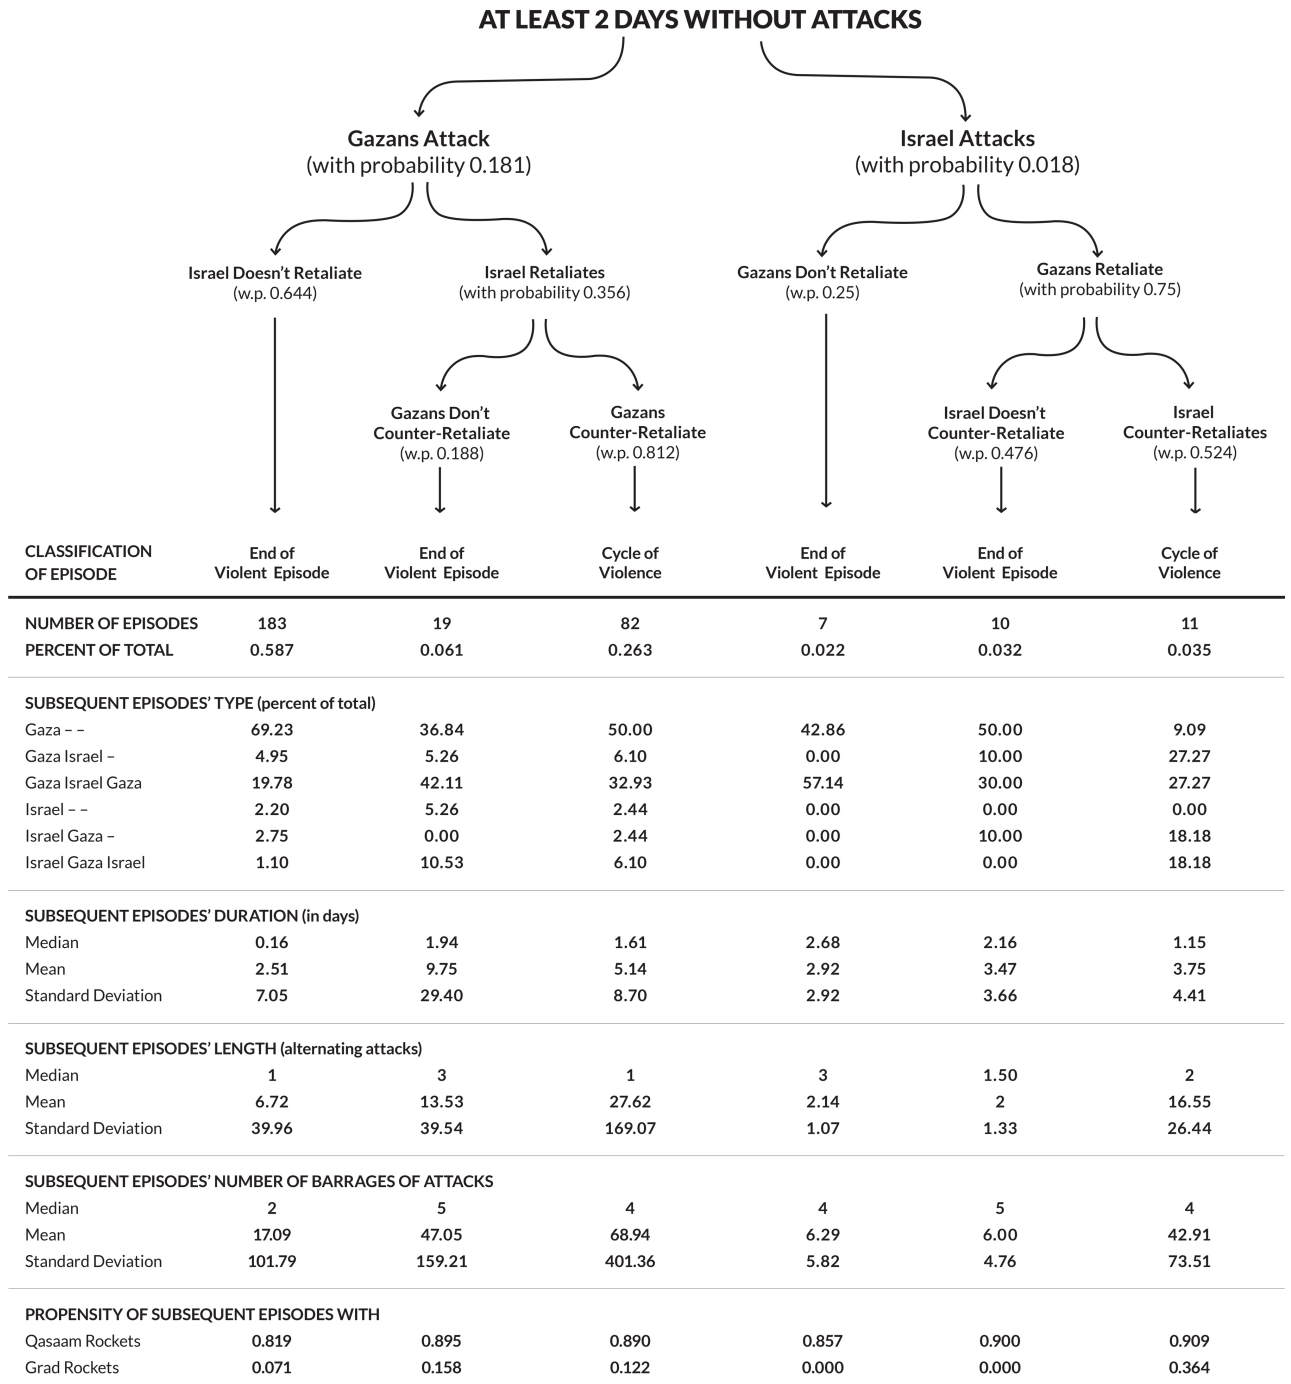 AT LEAST 2 DAYS WITHOUT ATTACKS
Gazans Attack
(with probability 0.181)
Israel Attacks
(with probability 0.018)
Israel Doesn’t Retaliate
(w.p. 0.644)
Israel Retaliates
(with probability 0.356)
Gazans Don’t Retaliate
(w.p. 0.25)
Gazans Retaliate
(with probability 0.75)
Gazans Don’t
Counter-Retaliate
(w.p. 0.188)
Gazans
Counter-Retaliate
(w.p. 0.812)
Israel Doesn’t
Counter-Retaliate
(w.p. 0.476)
Israel
Counter-Retaliates
(w.p. 0.524)
CLASSIFICATION
OF EPISODE
End of
Violent Episode
End of
Violent Episode
Cycle of
Violence
End of
Violent Episode
End of
Violent Episode
Cycle of
Violence
NUMBER OF EPISODES 183 19 82 7 10 11
PERCENT OF TOTAL 0.587 0.061 0.263 0.022 0.032 0.035
SUBSEQUENT EPISODES’ TYPE (percent of total)
Gaza – – 69.23 36.84 50.00 42.86 50.00 9.09
Gaza Israel – 4.95 5.26 6.10 0.00 10.00 27.27
Gaza Israel Gaza 19.78 42.11 32.93 57.14 30.00 27.27
Israel – – 2.20 5.26 2.44 0.00 0.00 0.00
Israel Gaza – 2.75 0.00 2.44 0.00 10.00 18.18
Israel Gaza Israel 1.10 10.53 6.10 0.00 0.00 18.18
SUBSEQUENT EPISODES’ DURATION (in days)
Median 0.16 1.94 1.61 2.68 2.16 1.15
Mean 2.51 9.75 5.14 2.92 3.47 3.75
Standard Deviation 7.05 29.40 8.70 2.92 3.66 4.41
SUBSEQUENT EPISODES’ LENGTH (alternating attacks)
Median 1 3 1 3 1.50 2
Mean 6.72 13.53 27.62 2.14 2 16.55
Standard Deviation 39.96 39.54 169.07 1.07 1.33 26.44
SUBSEQUENT EPISODES’ NUMBER OF BARRAGES OF ATTACKS
Median 2 5 4 4 5 4
Mean 17.09 47.05 68.94 6.29 6.00 42.91
Standard Deviation 101.79 159.21 401.36 5.82 4.76 73.51
PROPENSITY OF SUBSEQUENT EPISODES WITH
Qasaam Rockets 0.819 0.895 0.890 0.857 0.900 0.909
Grad Rockets 0.071 0.158 0.122 0.000 0.000 0.364